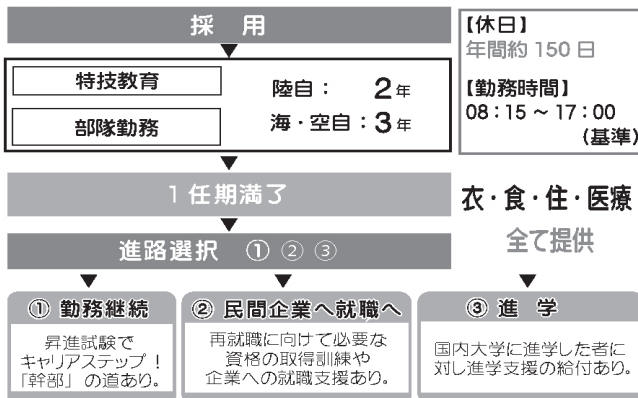 採 用
【休日】
年間約 150 日
【勤務時間】
08:15 ~ 17:00
(基準)
特技教育
部隊勤務
陸自: 2年
海・空自:3年
1任期満了
衣・食・住・医療
全て提供
進路選択 ① ② ③
① 勤務継続
昇進試験で
キャリアステップ!
「幹部」の道あり。
② 民間企業へ就職へ
再就職に向けて必要な
資格の取得訓練や
企業への就職支援あり。
③ 進 学
国内大学に進学した者に
対し進学支援の給付あり。